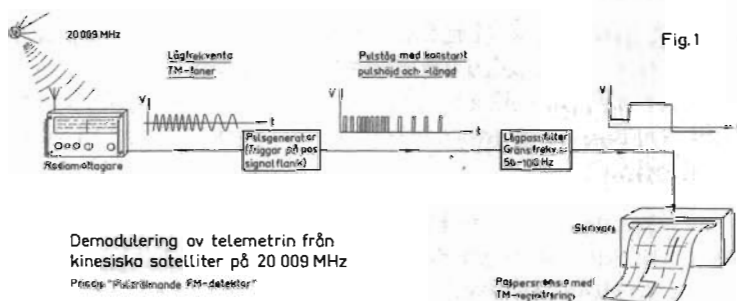 20 009 MHz
Fig. 1
Lågfrekventa
TM-toner
Pulståg med konstant
pulshöjd och -längd
V
t
V
t
V
Radiomottagare
Pulsgenerator
(Triggar på pos
signalflank)
Lågpassfilter
Gränsfrekv.
50-100 Hz
Skrivare
Demodulering av telemetrin från
kinesiska satelliter på 20 009 MHz
Princip "Pulsräknande FM-detektor"
Pappersremsa med
TM-registrering